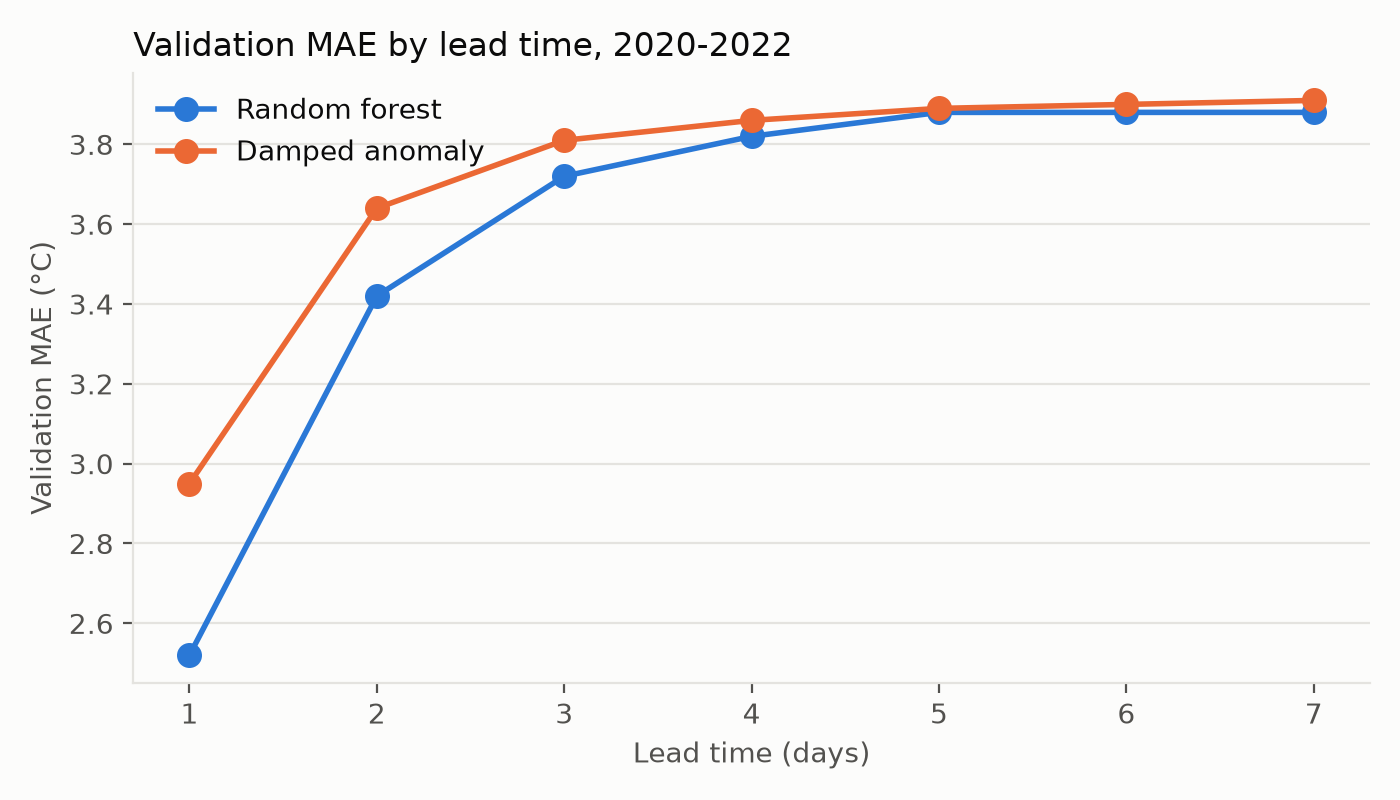 Validation MAE by lead time, 2020-2022
Random forest
Damped anomaly
Validation MAE (°C)
3.8
3.6
3.4
3.2
3.0
2.8
2.6
1 2 3 4 5 6 7
Lead time (days)